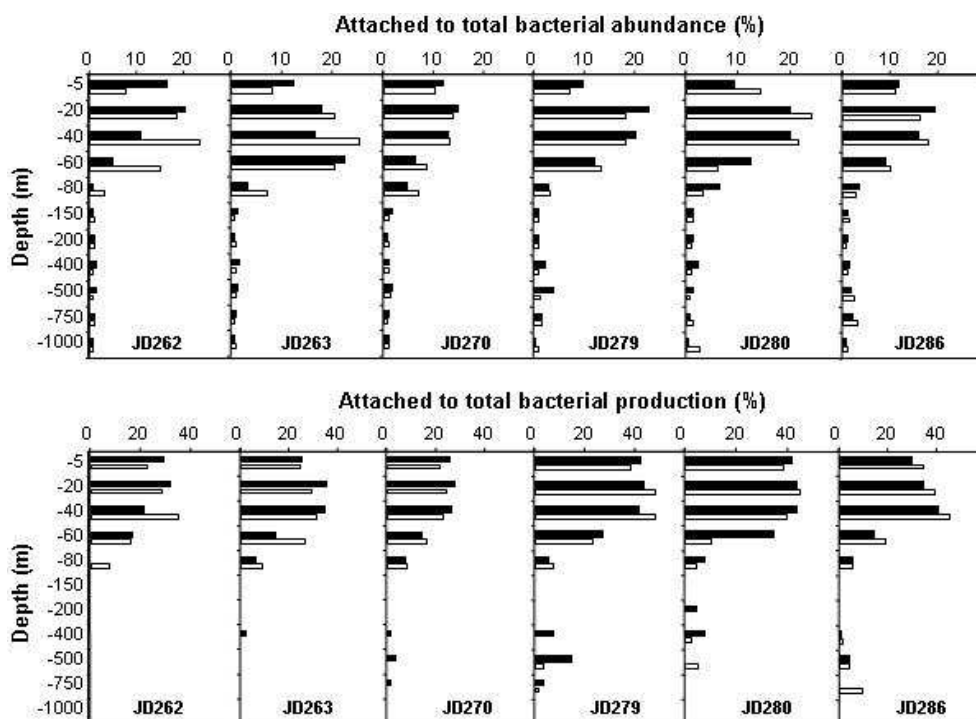 Attached to total bacterial abundance (%)
0 10 20 0 10 20 0 10 20 0 10 20 0 10 20 0 10 20
Depth (m)
-5
-20
-40
-60
-80
-150
-200
-400
-500
-750
-1000
JD262 JD263 JD270 JD279 JD280 JD286
Attached to total bacterial production (%)
0 20 40 0 20 40 0 20 40 0 20 40 0 20 40 0 20 40
Depth (m)
-5
-20
-40
-60
-80
-150
-200
-400
-500
-750
-1000
JD262 JD263 JD270 JD279 JD280 JD286